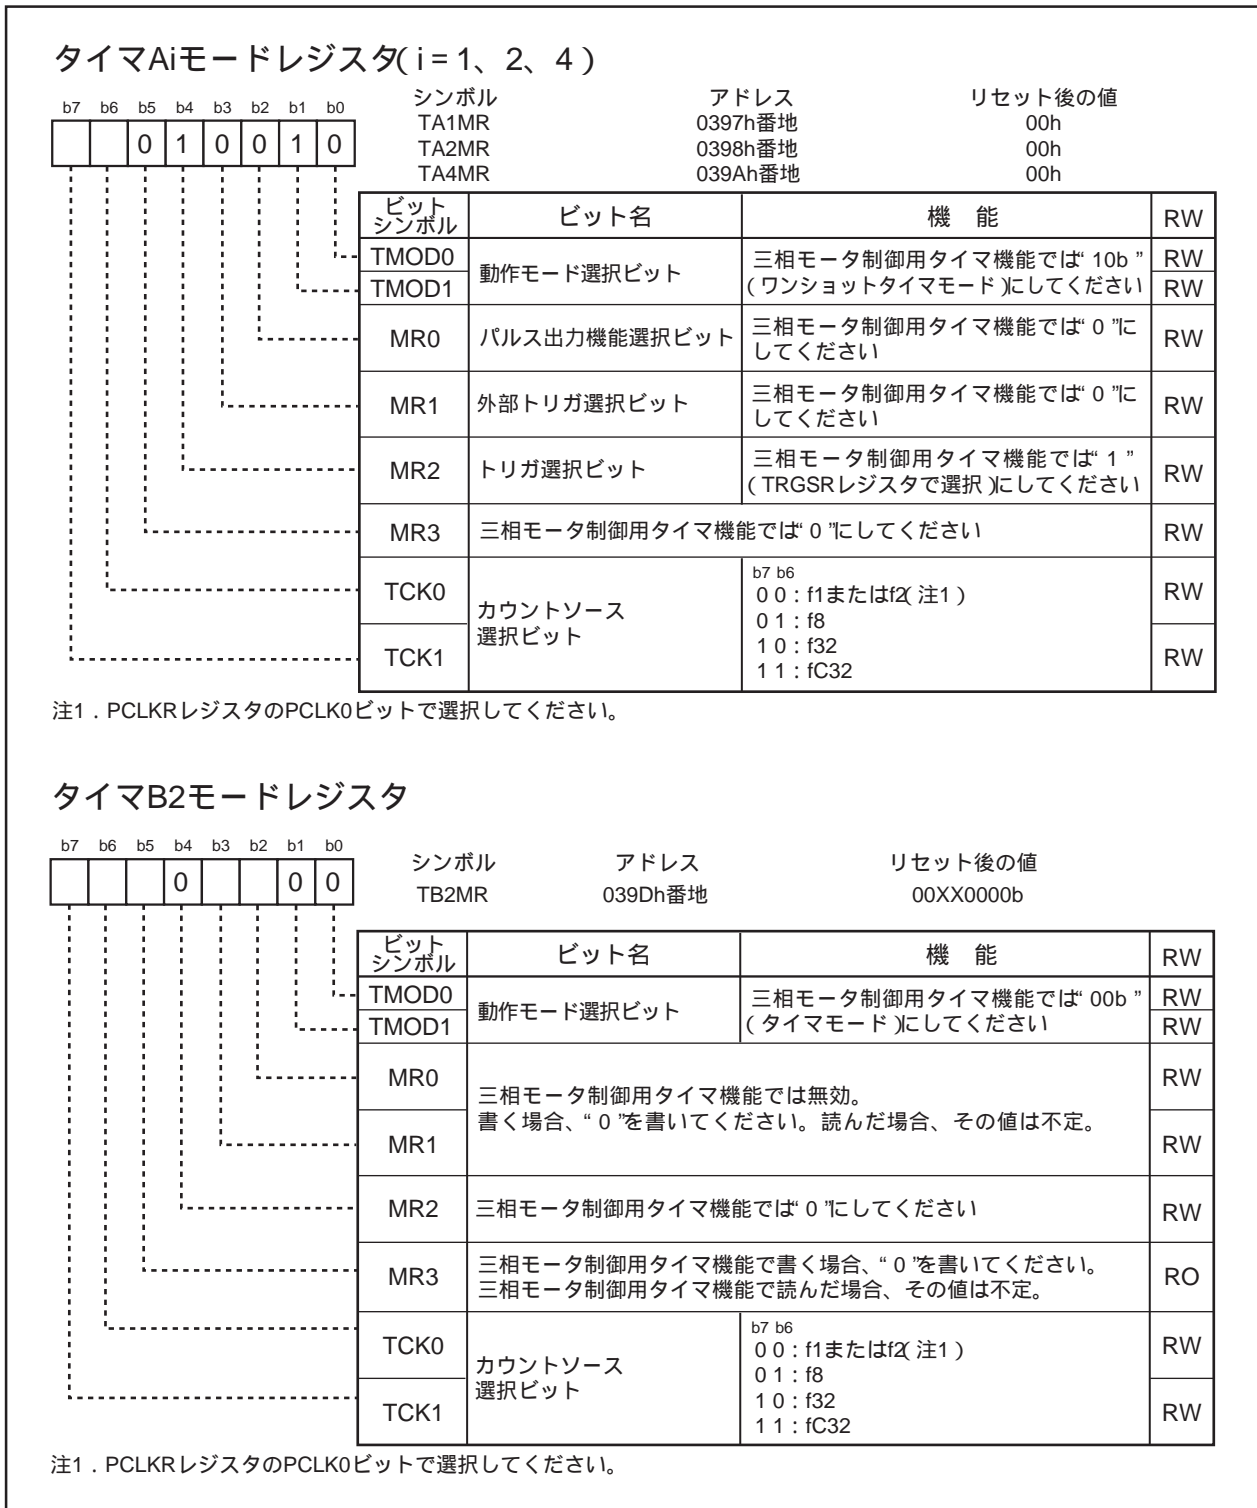 タイマAiモードレジスタ(i=1、2、4)
b7 b6 b5 b4 b3 b2 b1 b0
0 1 0 0 1 0
シンボル アドレス リセット後の値
TA1MR 0397h番地 00h
TA2MR 0398h番地 00h
TA4MR 039Ah番地 00h
ビット
シンボル ビット名 機 能 RW
TMOD0 動作モード選択ビット 三相モータ制御用タイマ機能では“10b” RW
TMOD1 (ワンショットタイマモード)にしてください RW
MR0 パルス出力機能選択ビット 三相モータ制御用タイマ機能では“0”に
してください RW
MR1 外部トリガ選択ビット 三相モータ制御用タイマ機能では“0”に
してください RW
MR2 トリガ選択ビット 三相モータ制御用タイマ機能では“1”
(TRGSRレジスタで選択)にしてください RW
MR3 三相モータ制御用タイマ機能では“0”にしてください RW
TCK0 カウントソース
選択ビット b7 b6
0 0:f1またはf2(注1) RW
0 1:f8
1 0:f32
TCK1 1 1:fC32 RW
注1.PCLKRレジスタのPCLK0ビットで選択してください。
タイマB2モードレジスタ
b7 b6 b5 b4 b3 b2 b1 b0
0 0 0
シンボル アドレス リセット後の値
TB2MR 039Dh番地 00XX0000b
ビット
シンボル ビット名 機 能 RW
TMOD0 動作モード選択ビット 三相モータ制御用タイマ機能では“00b” RW
TMOD1 (タイマモード)にしてください RW
MR0 三相モータ制御用タイマ機能では無効。 RW
MR1 書く場合、“0”を書いてください。読んだ場合、その値は不定。 RW
MR2 三相モータ制御用タイマ機能では“0”にしてください RW
MR3 三相モータ制御用タイマ機能で書く場合、“0”を書いてください。
三相モータ制御用タイマ機能で読んだ場合、その値は不定。 RO
TCK0 カウントソース
選択ビット b7 b6
0 0:f1またはf2(注1) RW
0 1:f8
1 0:f32
TCK1 1 1:fC32 RW
注1.PCLKRレジスタのPCLK0ビットで選択してください。